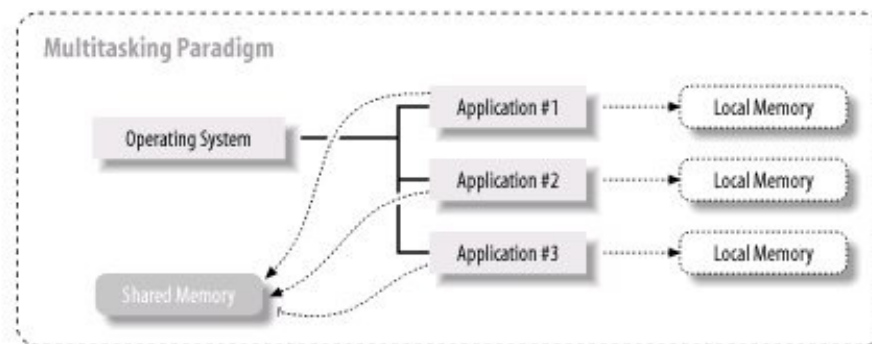 Multitasking Paradigm
Application #1
Local Memory
Operating System
Application #2
Local Memory
Application #3
Local Memory
Shared Memory